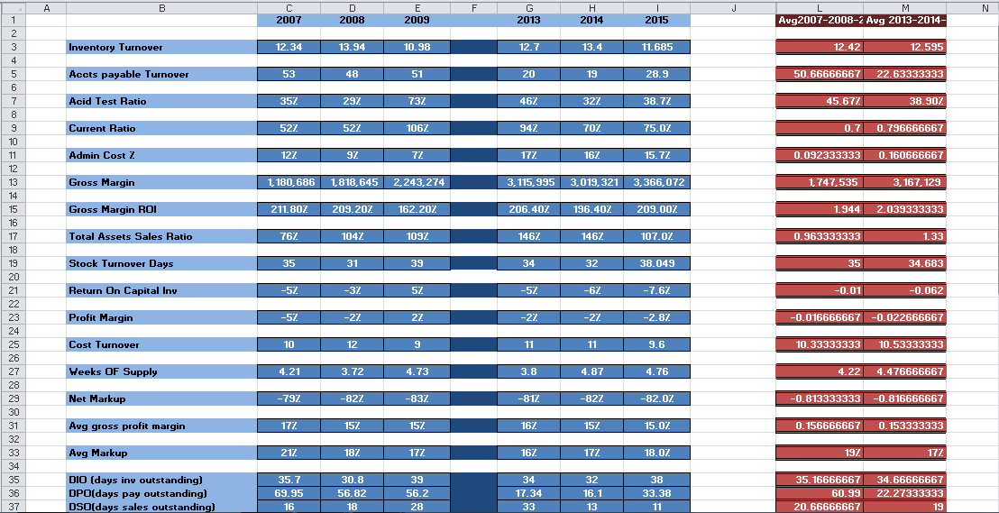 A B C D E F G H I J L M N
1 2007 2008 2009 2013 2014 2015 Avg2007-2008-2 Avg 2013-2014-
2
3 Inventory Turnover 12.34 13.94 10.98 12.7 13.4 11.685 12.42 12.595
4
5 Accts payable Turnover 53 48 51 20 19 28.9 50.66666667 22.63333333
6
7 Acid Test Ratio 35% 29% 73% 46% 32% 38.7% 45.67% 38.90%
8
9 Current Ratio 52% 52% 106% 94% 70% 75.0% 0.7 0.796666667
10
11 Admin Cost % 12% 9% 7% 17% 16% 15.7% 0.092333333 0.160666667
12
13 Gross Margin 1,180,686 1,818,645 2,243,274 3,115,995 3,019,321 3,366,072 1,747,535 3,167,129
14
15 Gross Margin ROI 211.80% 209.20% 162.20% 206.40% 196.40% 209.00% 1.944 2.039333333
16
17 Total Assets Sales Ratio 76% 104% 109% 146% 146% 107.0% 0.963333333 1.33
18
19 Stock Turnover Days 35 31 39 34 32 38.049 35 34.683
20
21 Return On Capital Inv -5% -3% 5% -5% -6% -7.6% -0.01 -0.062
22
23 Profit Margin -5% -2% 2% -2% -2% -2.8% -0.016666667 -0.022666667
24
25 Cost Turnover 10 12 9 11 11 9.6 10.33333333 10.53333333
26
27 Weeks OF Supply 4.21 3.72 4.73 3.8 4.87 4.76 4.22 4.476666667
28
29 Net Markup -79% -82% -83% -81% -82% -82.0% -0.813333333 -0.816666667
30
31 Avg gross profit margin 17% 15% 15% 16% 15% 15.0% 0.156666667 0.153333333
32
33 Avg Markup 21% 18% 17% 16% 17% 18.0% 19% 17%
34
35 DIO (days inv outstanding) 35.7 30.8 39 34 32 38 35.16666667 34.66666667
36 DPO(days pay outstanding) 69.95 56.82 56.2 17.34 16.1 33.38 60.99 22.27333333
37 DSO(days sales outstanding) 16 18 28 33 13 11 20.66666667 19